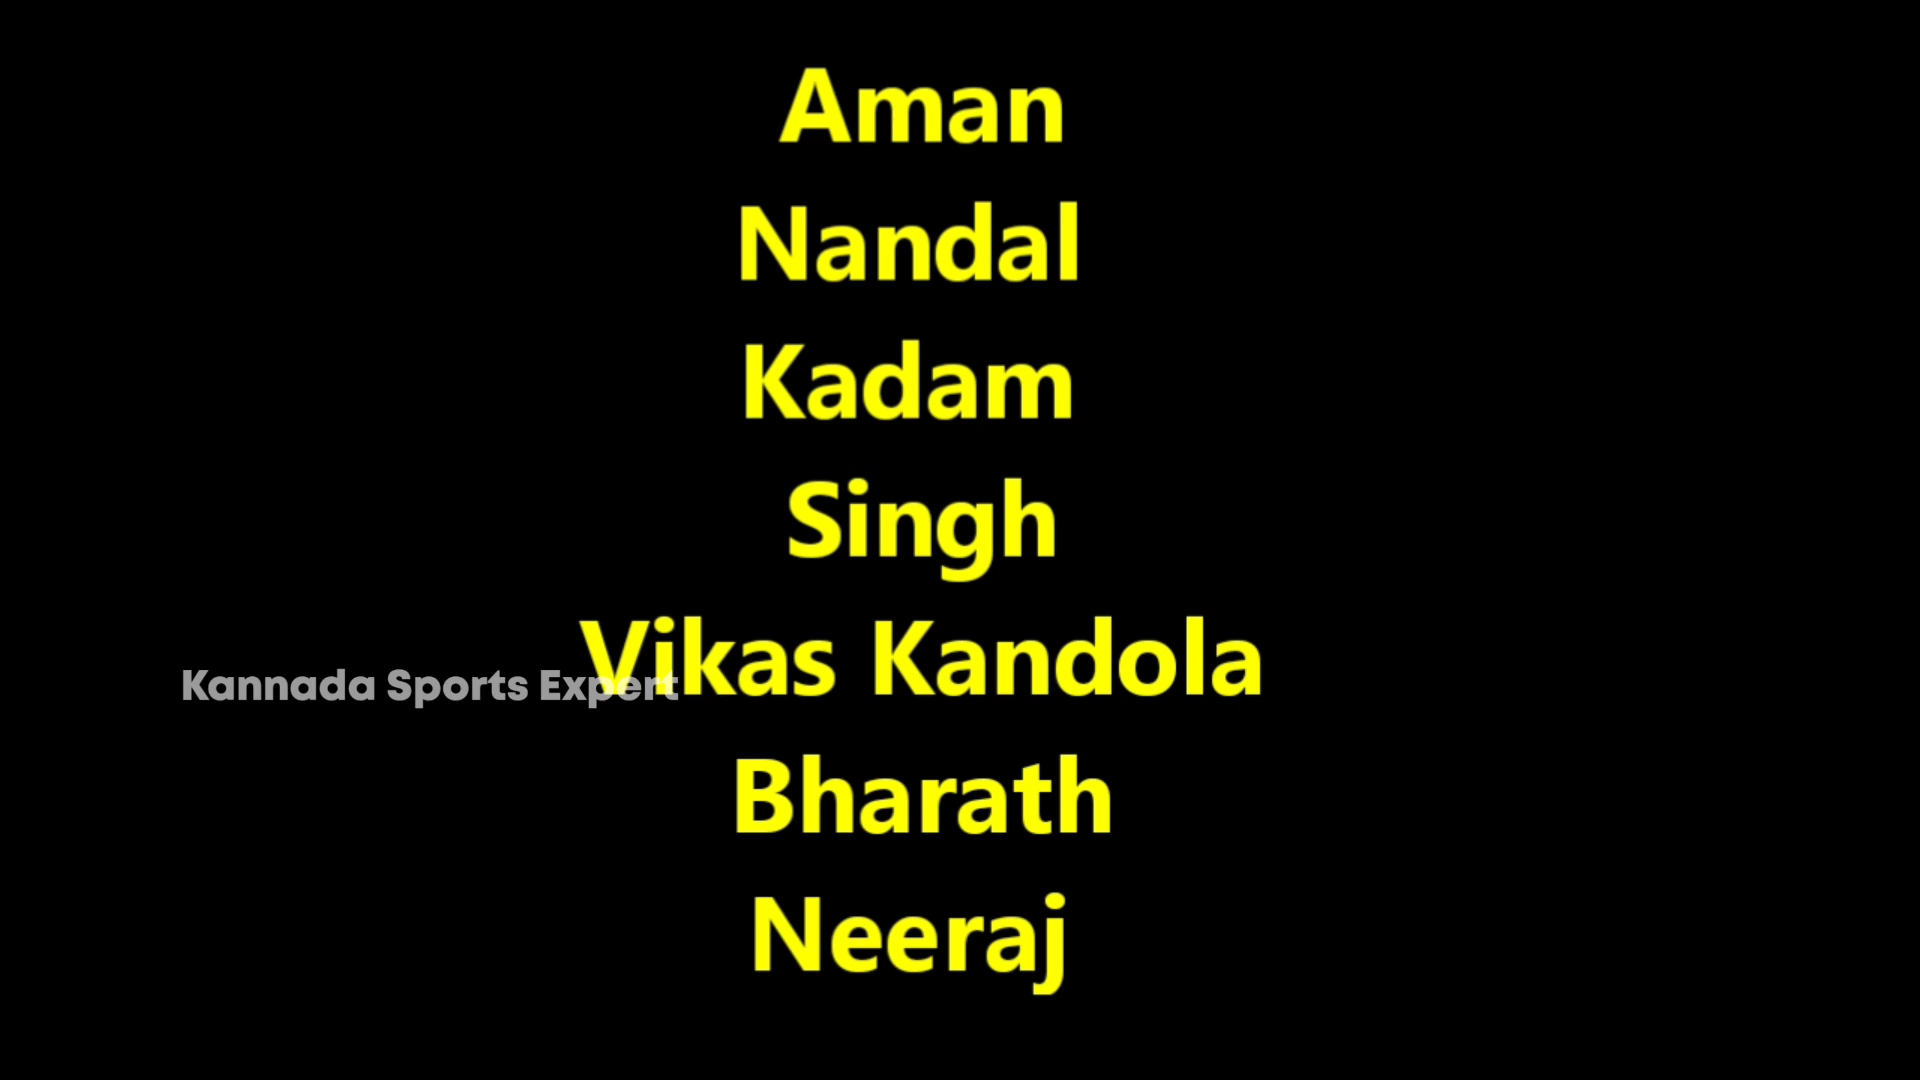 Aman
Nandal
Kadam
Singh
Vikas Kandola
Kannada Sports Expert
Bharath
Neeraj